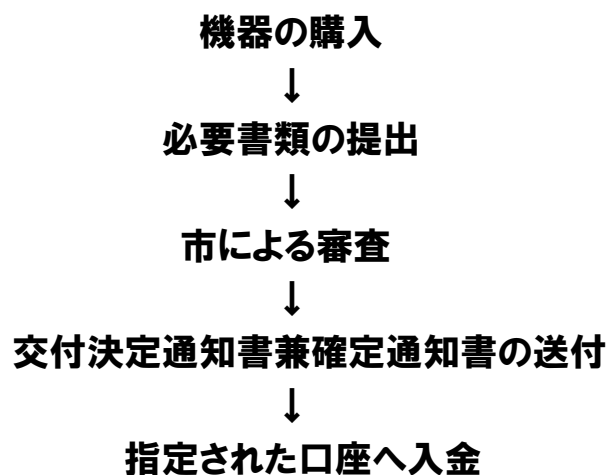 機器の購入
↓
必要書類の提出
↓
市による審査
↓
交付決定通知書兼確定通知書の送付
↓
指定された口座へ入金